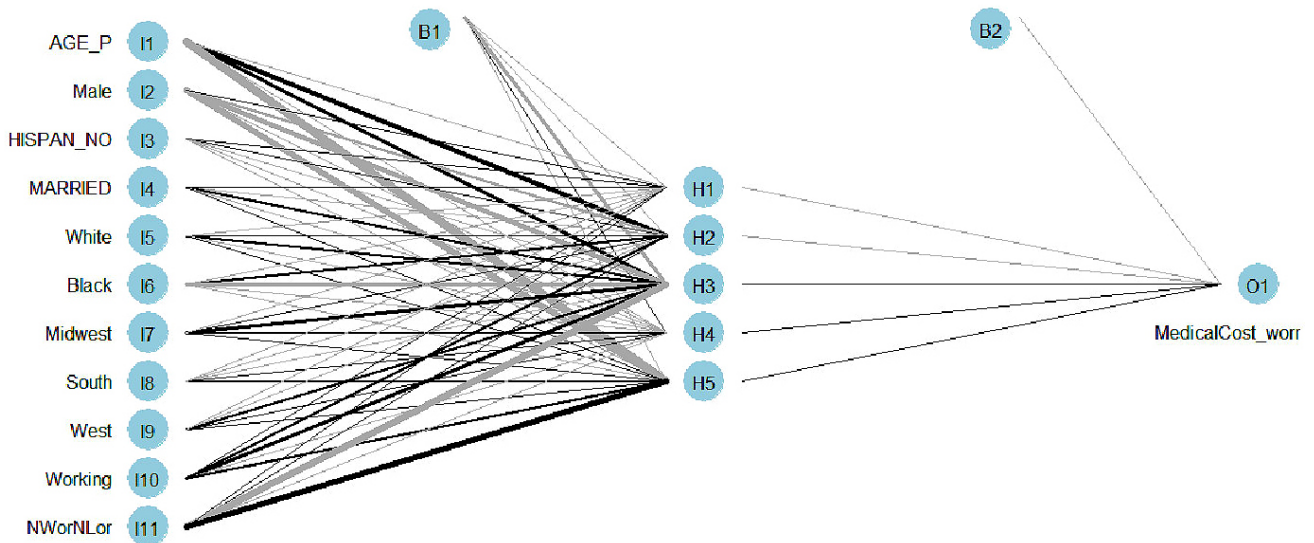 B1 B2
AGE_P I1
Male I2
HISPAN_NO I3
MARRIED I4 H1
White I5 H2
Black I6 H3 O1
Midwest I7 H4 MedicalCost_worr
South I8 H5
West I9
Working I10
NWorNLor I11